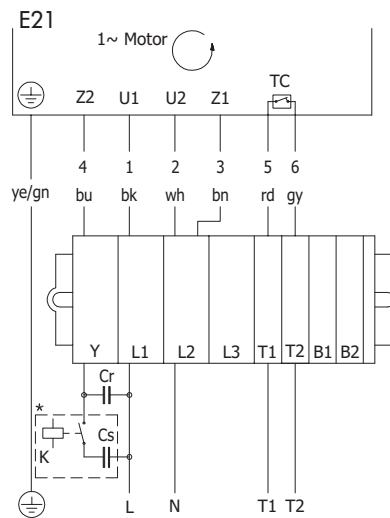 E21
1~ Motor
TC
Z2 U1 U2 Z1
4 1 2 3 5 6
ye/gn bu bk wh bn rd gy
Y L1 L2 L3 T1 T2 B1 B2
Cr
*
K Cs
L N T1 T2